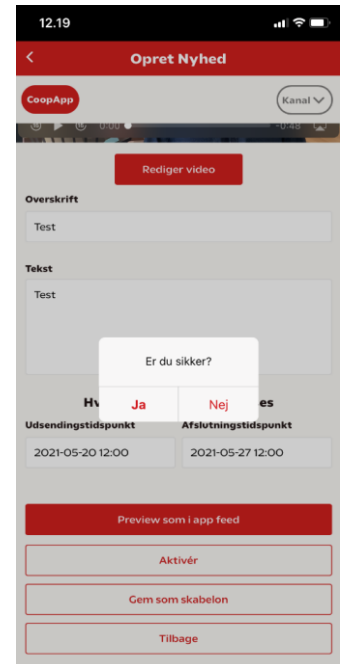 12.19
Opret Nyhed
CoopApp
Kanal
0:00
-0:48
Rediger video
Overskrift
Test
Tekst
Test
Er du sikker?
Ja
Nej
Hv
es
Udsendingstidspunkt
Afslutningstidspunkt
2021-05-20 12:00
2021-05-27 12:00
Preview som i app feed
Aktivér
Gem som skabelon
Tilbage